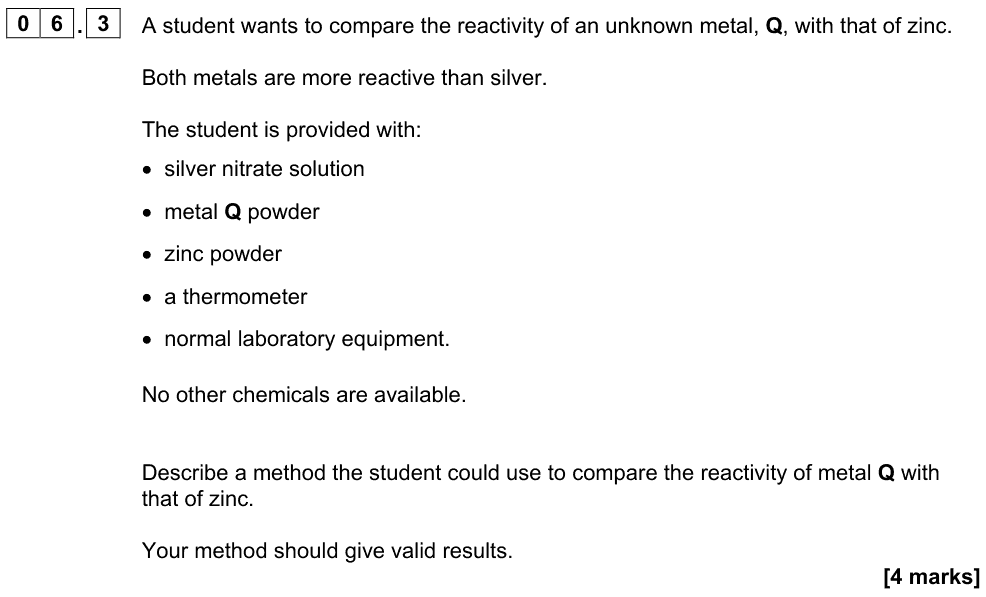 0 6 . 3 A student wants to compare the reactivity of an unknown metal, Q, with that of zinc.
Both metals are more reactive than silver.
The student is provided with:
• silver nitrate solution
• metal Q powder
• zinc powder
• a thermometer
• normal laboratory equipment.
No other chemicals are available.
Describe a method the student could use to compare the reactivity of metal Q with
that of zinc.
Your method should give valid results.
[4 marks]